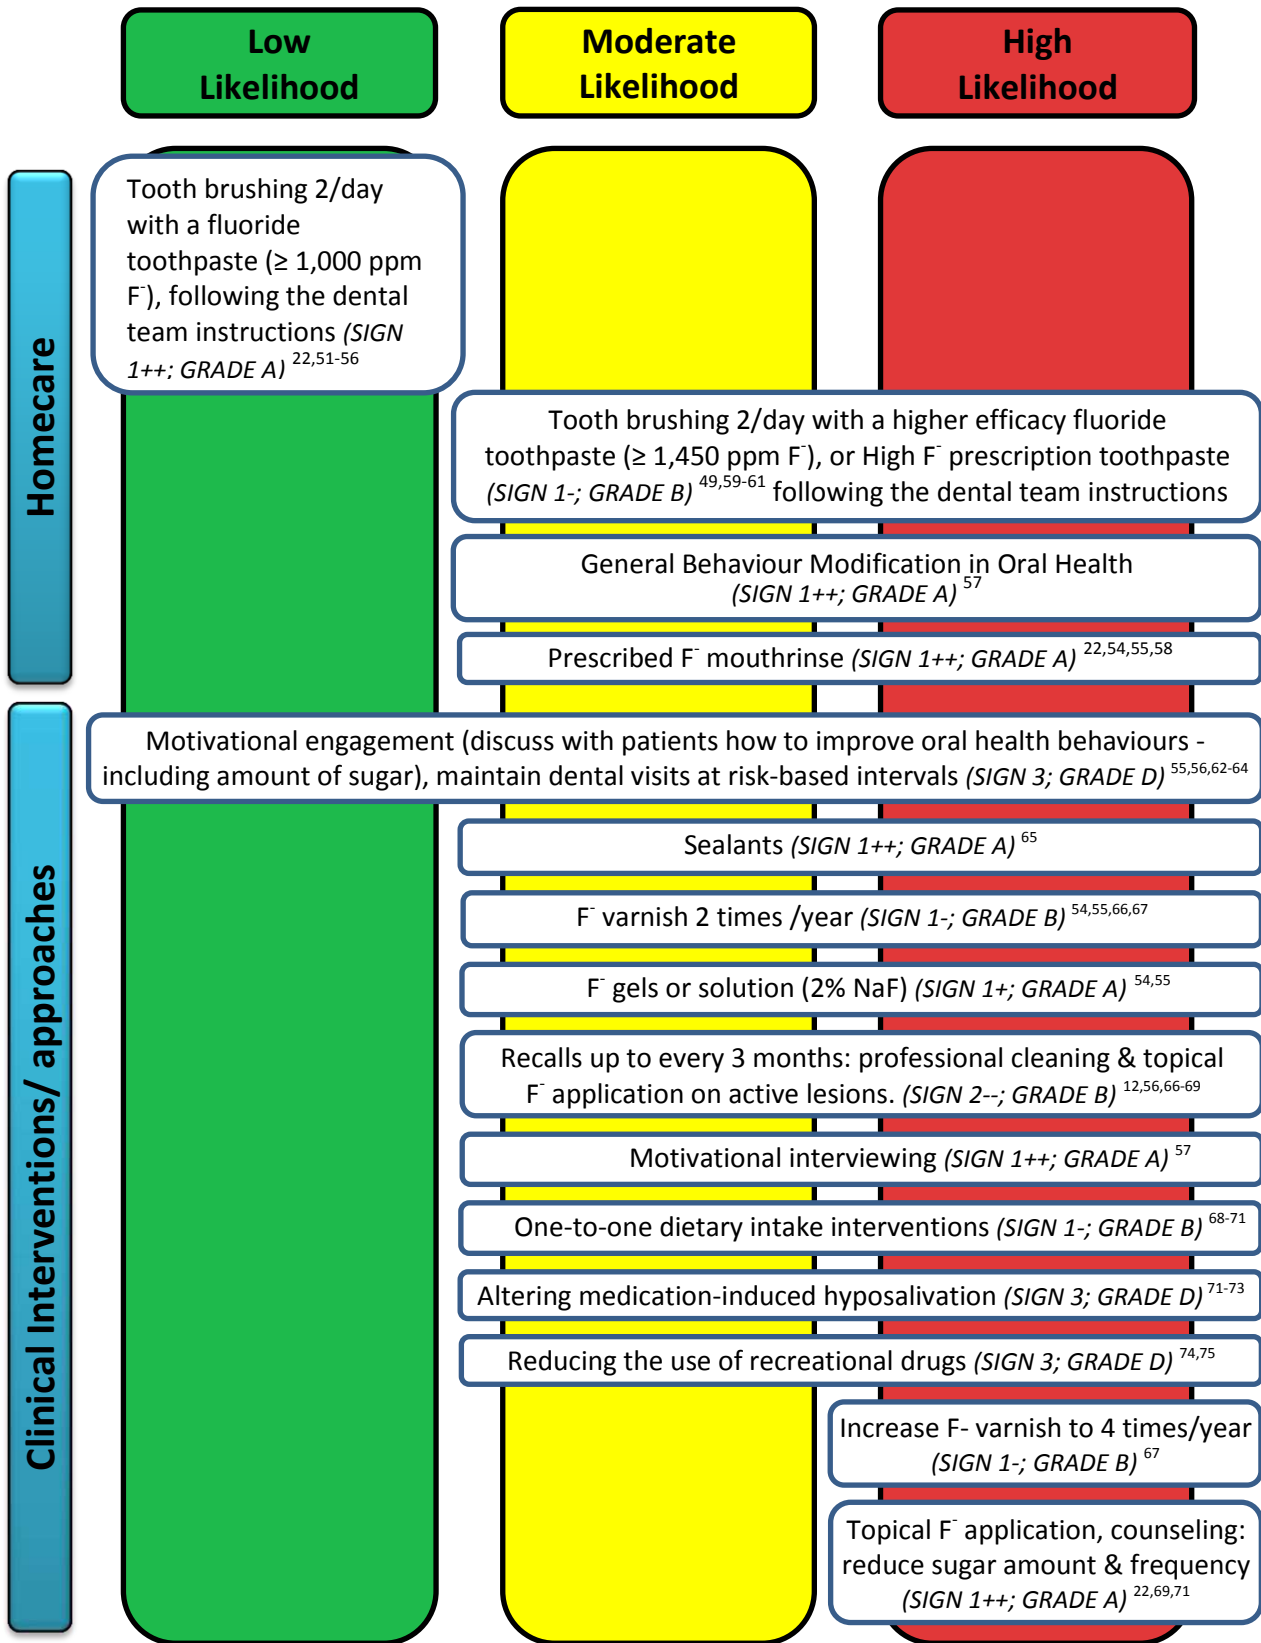 Low
Likelihood
Moderate
Likelihood
High
Likelihood
Homecare
Tooth brushing 2/day
with a fluoride
toothpaste (≥ 1,000 ppm
F⁻), following the dental
team instructions (SIGN
1++; GRADE A) 22,51-56
Tooth brushing 2/day with a higher efficacy fluoride
toothpaste (≥ 1,450 ppm F⁻), or High F⁻ prescription toothpaste
(SIGN 1-; GRADE B) 49,59-61 following the dental team instructions
General Behaviour Modification in Oral Health
(SIGN 1++; GRADE A) 57
Prescribed F⁻ mouthrinse (SIGN 1++; GRADE A) 22,54,55,58
Clinical Interventions/ approaches
Motivational engagement (discuss with patients how to improve oral health behaviours -
including amount of sugar), maintain dental visits at risk-based intervals (SIGN 3; GRADE D) 55,56,62-64
Sealants (SIGN 1++; GRADE A) 65
F⁻ varnish 2 times /year (SIGN 1-; GRADE B) 54,55,66,67
F⁻ gels or solution (2% NaF) (SIGN 1+; GRADE A) 54,55
Recalls up to every 3 months: professional cleaning & topical
F⁻ application on active lesions. (SIGN 2--; GRADE B) 12,56,66-69
Motivational interviewing (SIGN 1++; GRADE A) 57
One-to-one dietary intake interventions (SIGN 1-; GRADE B) 68-71
Altering medication-induced hyposalivation (SIGN 3; GRADE D) 71-73
Reducing the use of recreational drugs (SIGN 3; GRADE D) 74,75
Increase F- varnish to 4 times/year
(SIGN 1-; GRADE B) 67
Topical F⁻ application, counseling:
reduce sugar amount & frequency
(SIGN 1++; GRADE A) 22,69,71